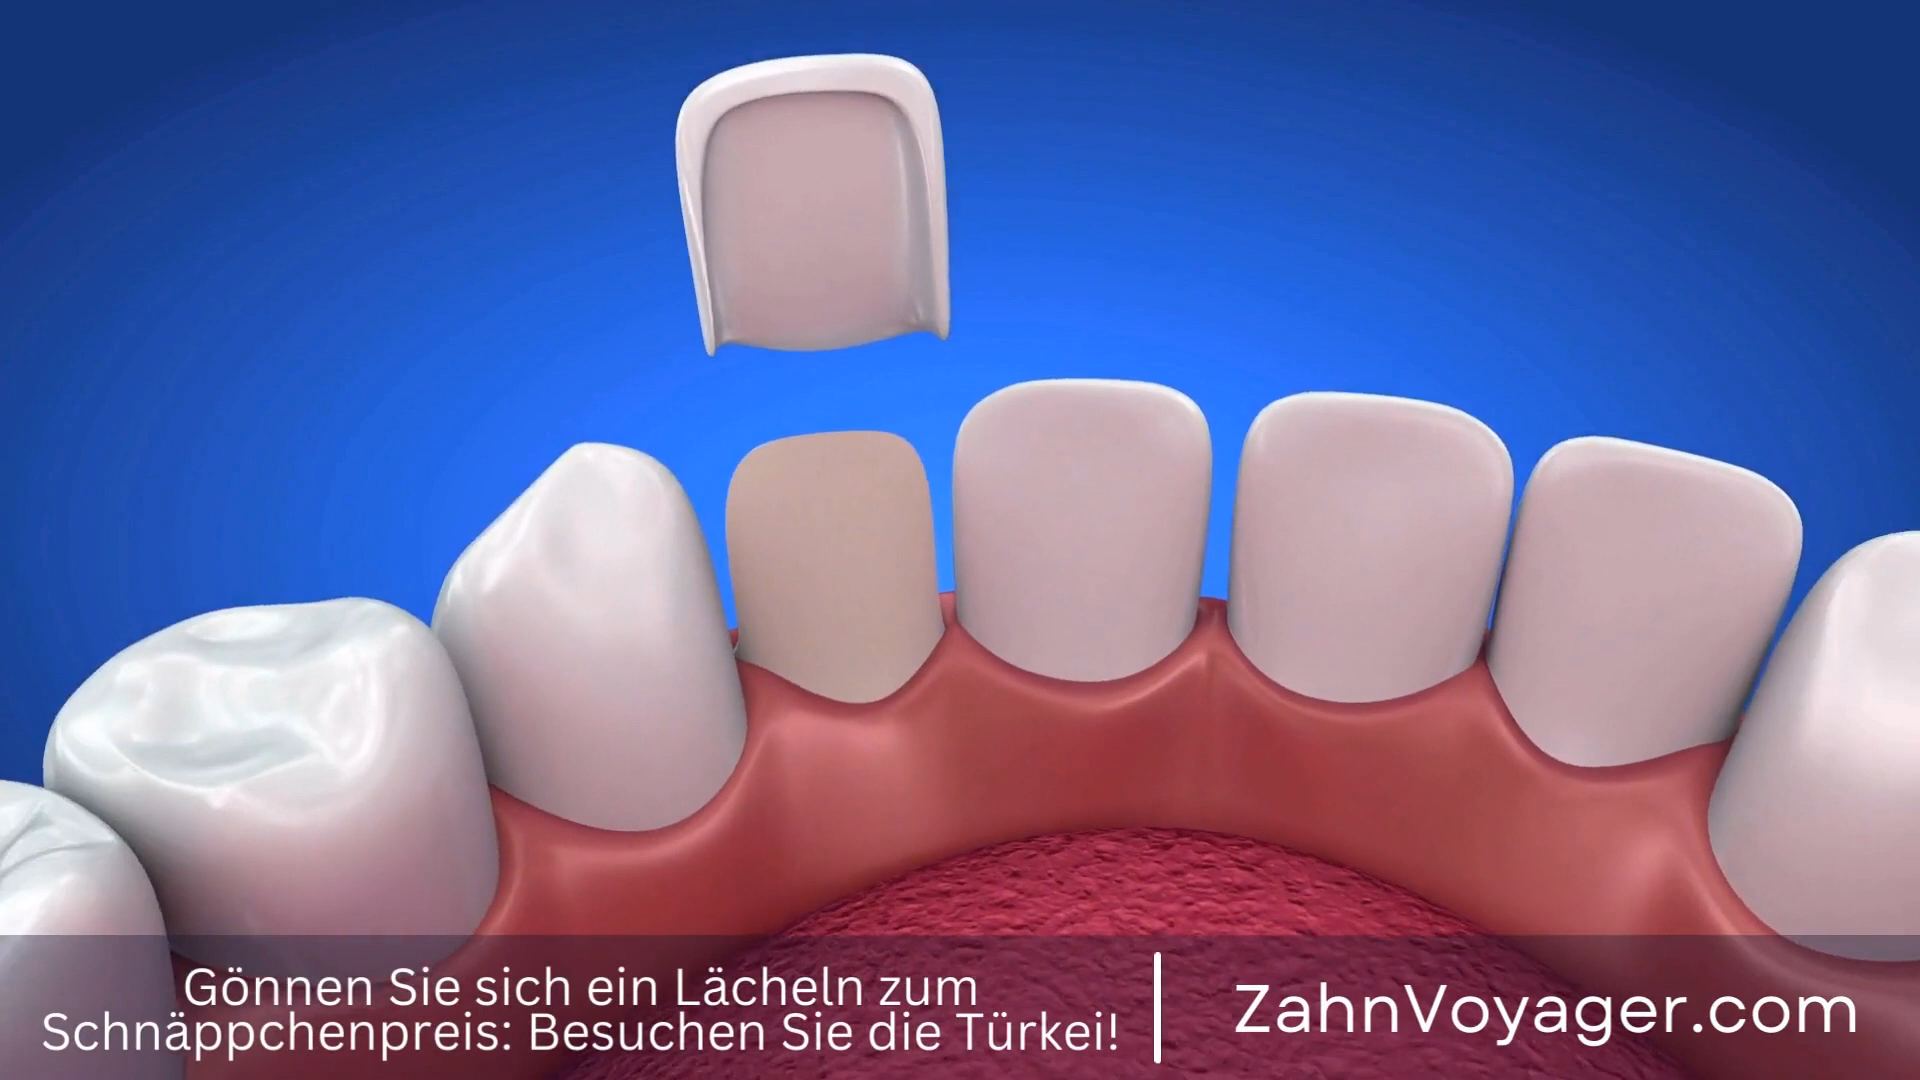 Gönnen Sie sich ein Lächeln zum
Schnäppchenpreis: Besuchen Sie die Türkei!
ZahnVoyager.com